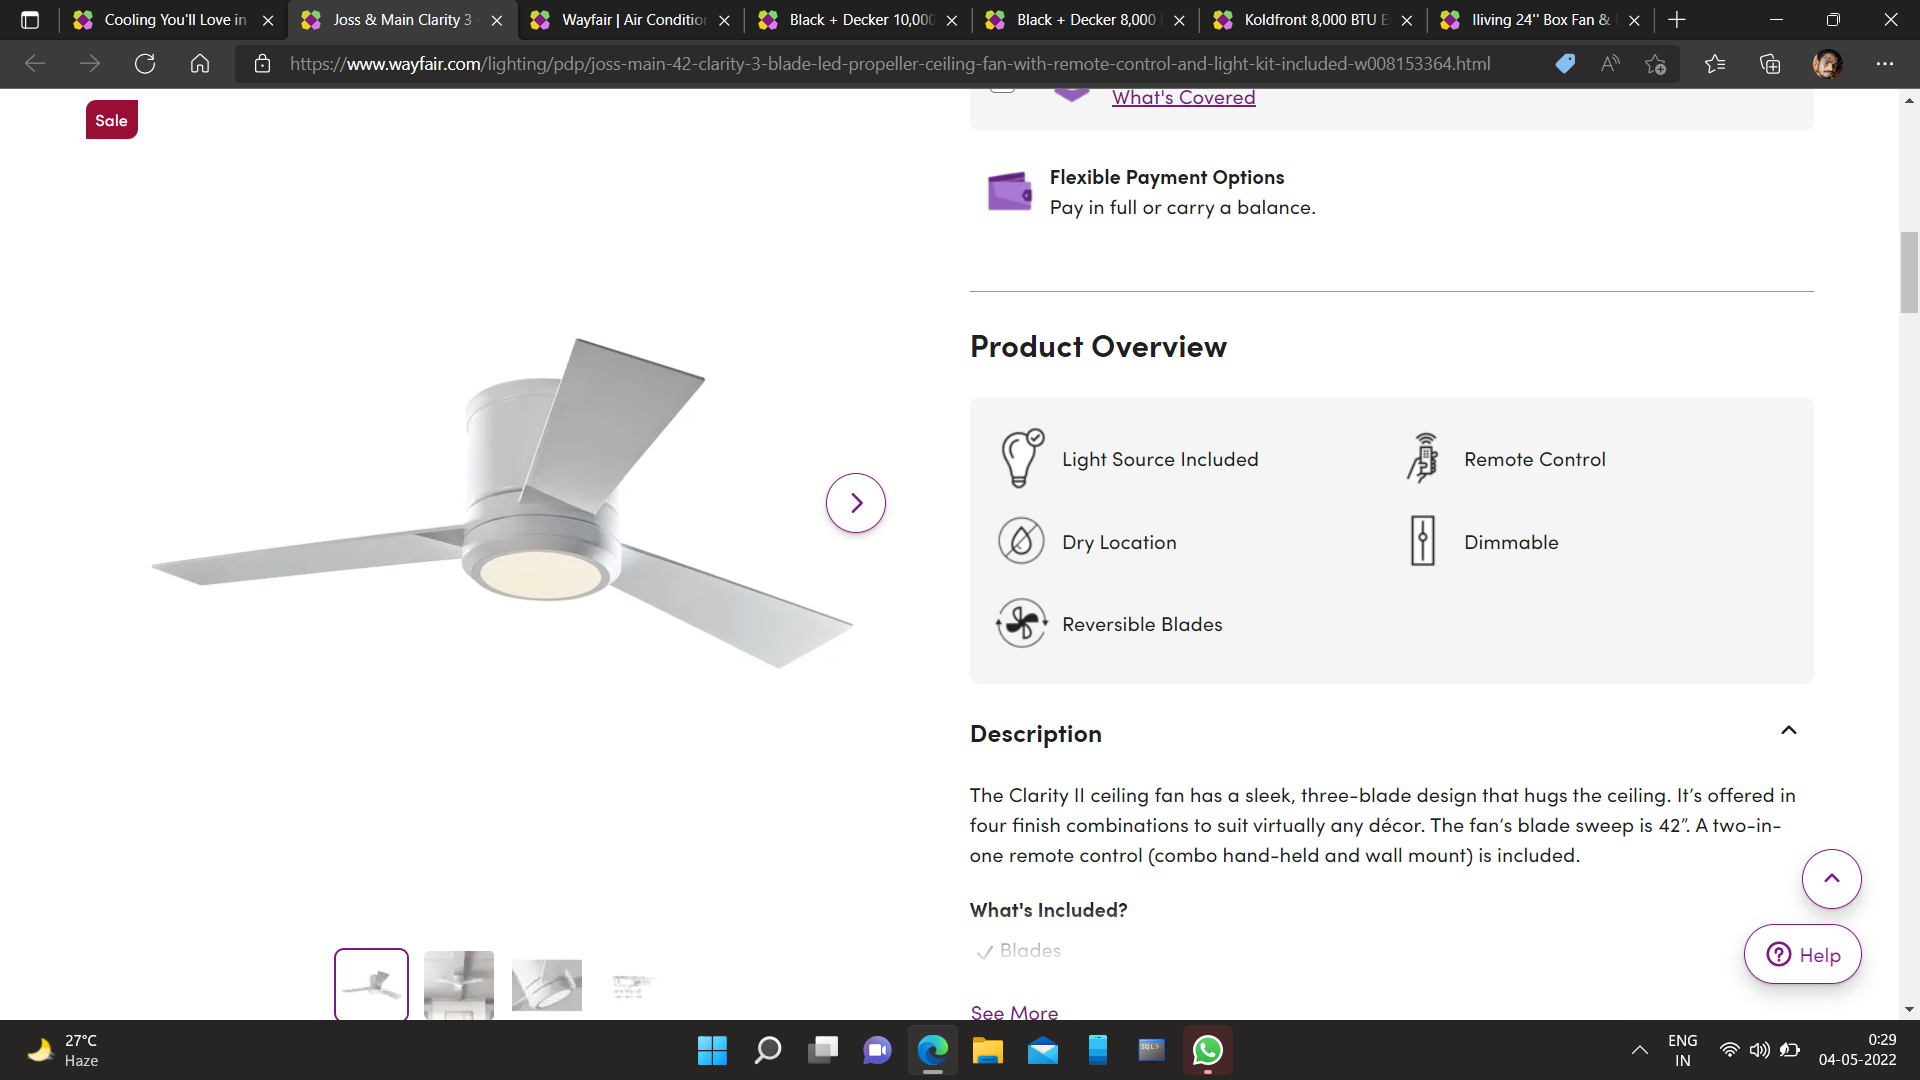 Cooling You'll Love in
Joss & Main Clarity 3
Wayfair | Air Conditior
Black + Decker 10,000
Black + Decker 8,000
Koldfront 8,000 BTU E
Iliving 24'' Box Fan &
https://www.wayfair.com/lighting/pdp/joss-main-42-clarity-3-blade-led-propeller-ceiling-fan-with-remote-control-and-light-kit-included-w008153364.html
Sale
What's Covered
Flexible Payment Options
Pay in full or carry a balance.
Product Overview
Light Source Included
Remote Control
Dry Location
Dimmable
Reversible Blades
Description
The Clarity II ceiling fan has a sleek, three-blade design that hugs the ceiling. It’s offered in
four finish combinations to suit virtually any décor. The fan’s blade sweep is 42”. A two-in-
one remote control (combo hand-held and wall mount) is included.
What's Included?
Blades
Help
See More
27°C
Haze
SQL>
ENG
IN
0:29
04-05-2022